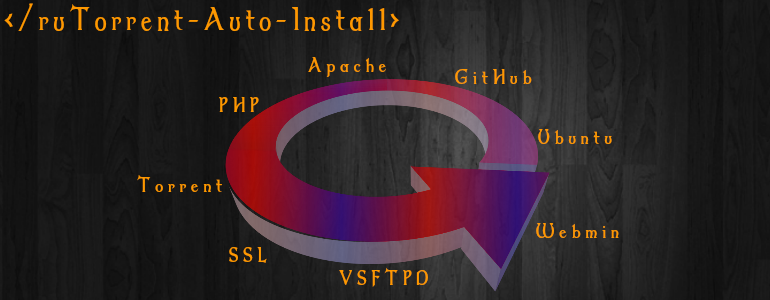 </ruTorrent-Auto-Install>
Apache
GitHub
PHP
Ubuntu
Torrent
Webmin
SSL
VSFTPD